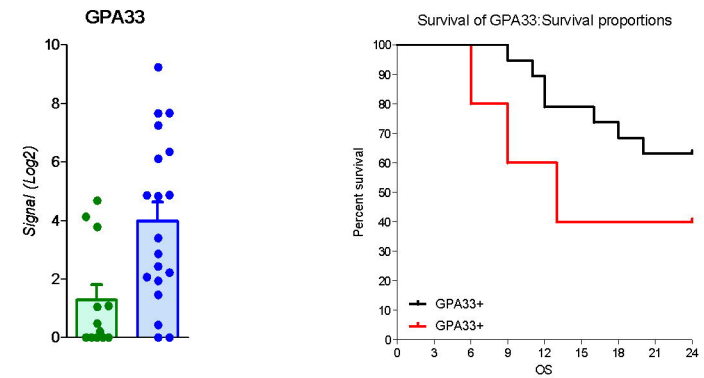 GPA33
10
8
6
4
2
0
Signal (Log2)
Survival of GPA33:Survival proportions
100
90
80
70
60
50
40
30
20
10
0
Percent survival
GPA33+
GPA33+
0 3 6 9 12 15 18 21 24
OS